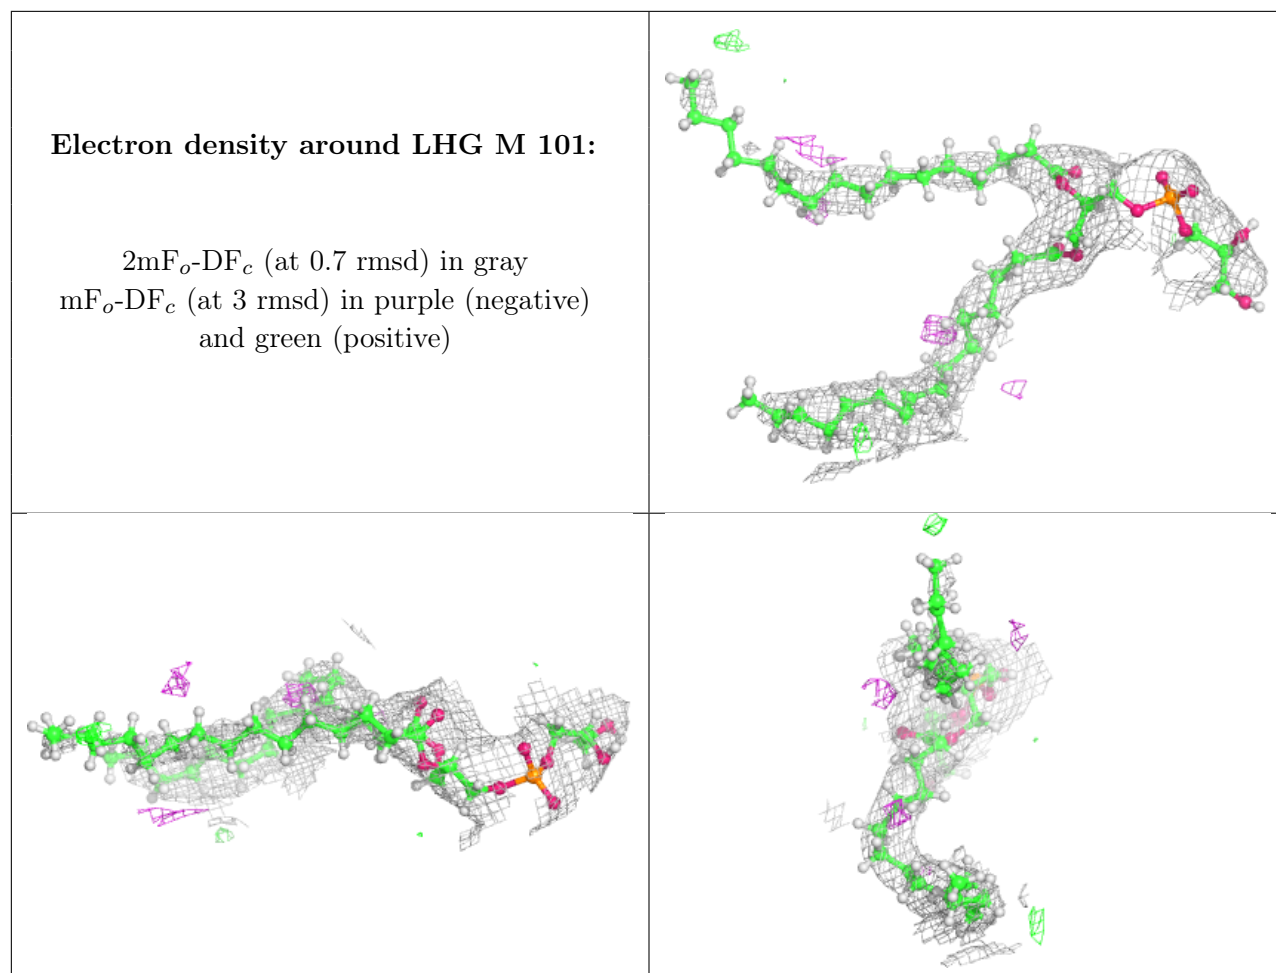 Electron density around LHG M 101:
2mFo-DFc (at 0.7 rmsd) in gray
mFo-DFc (at 3 rmsd) in purple (negative)
and green (positive)